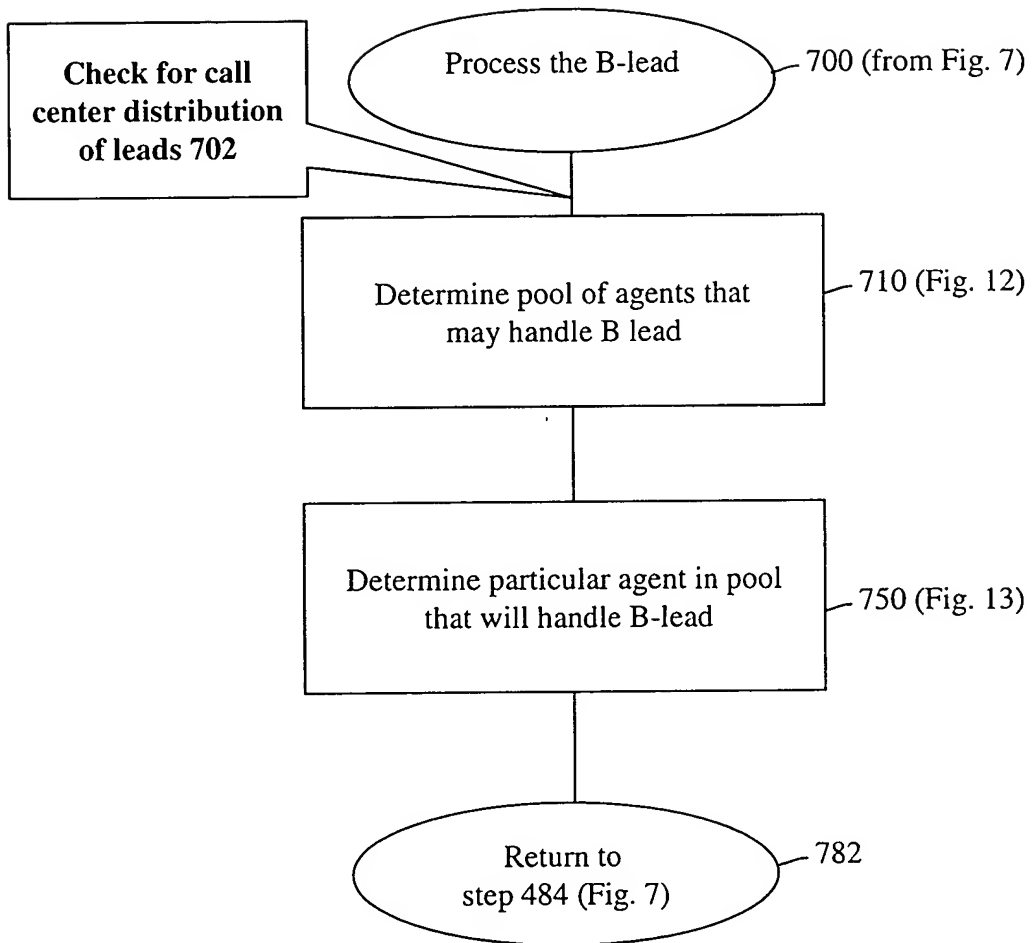 Check for call
center distribution
of leads 702
Process the B-lead
700 (from Fig. 7)
Determine pool of agents that
may handle B lead
710 (Fig. 12)
Determine particular agent in pool
that will handle B-lead
750 (Fig. 13)
Return to
step 484 (Fig. 7)
782